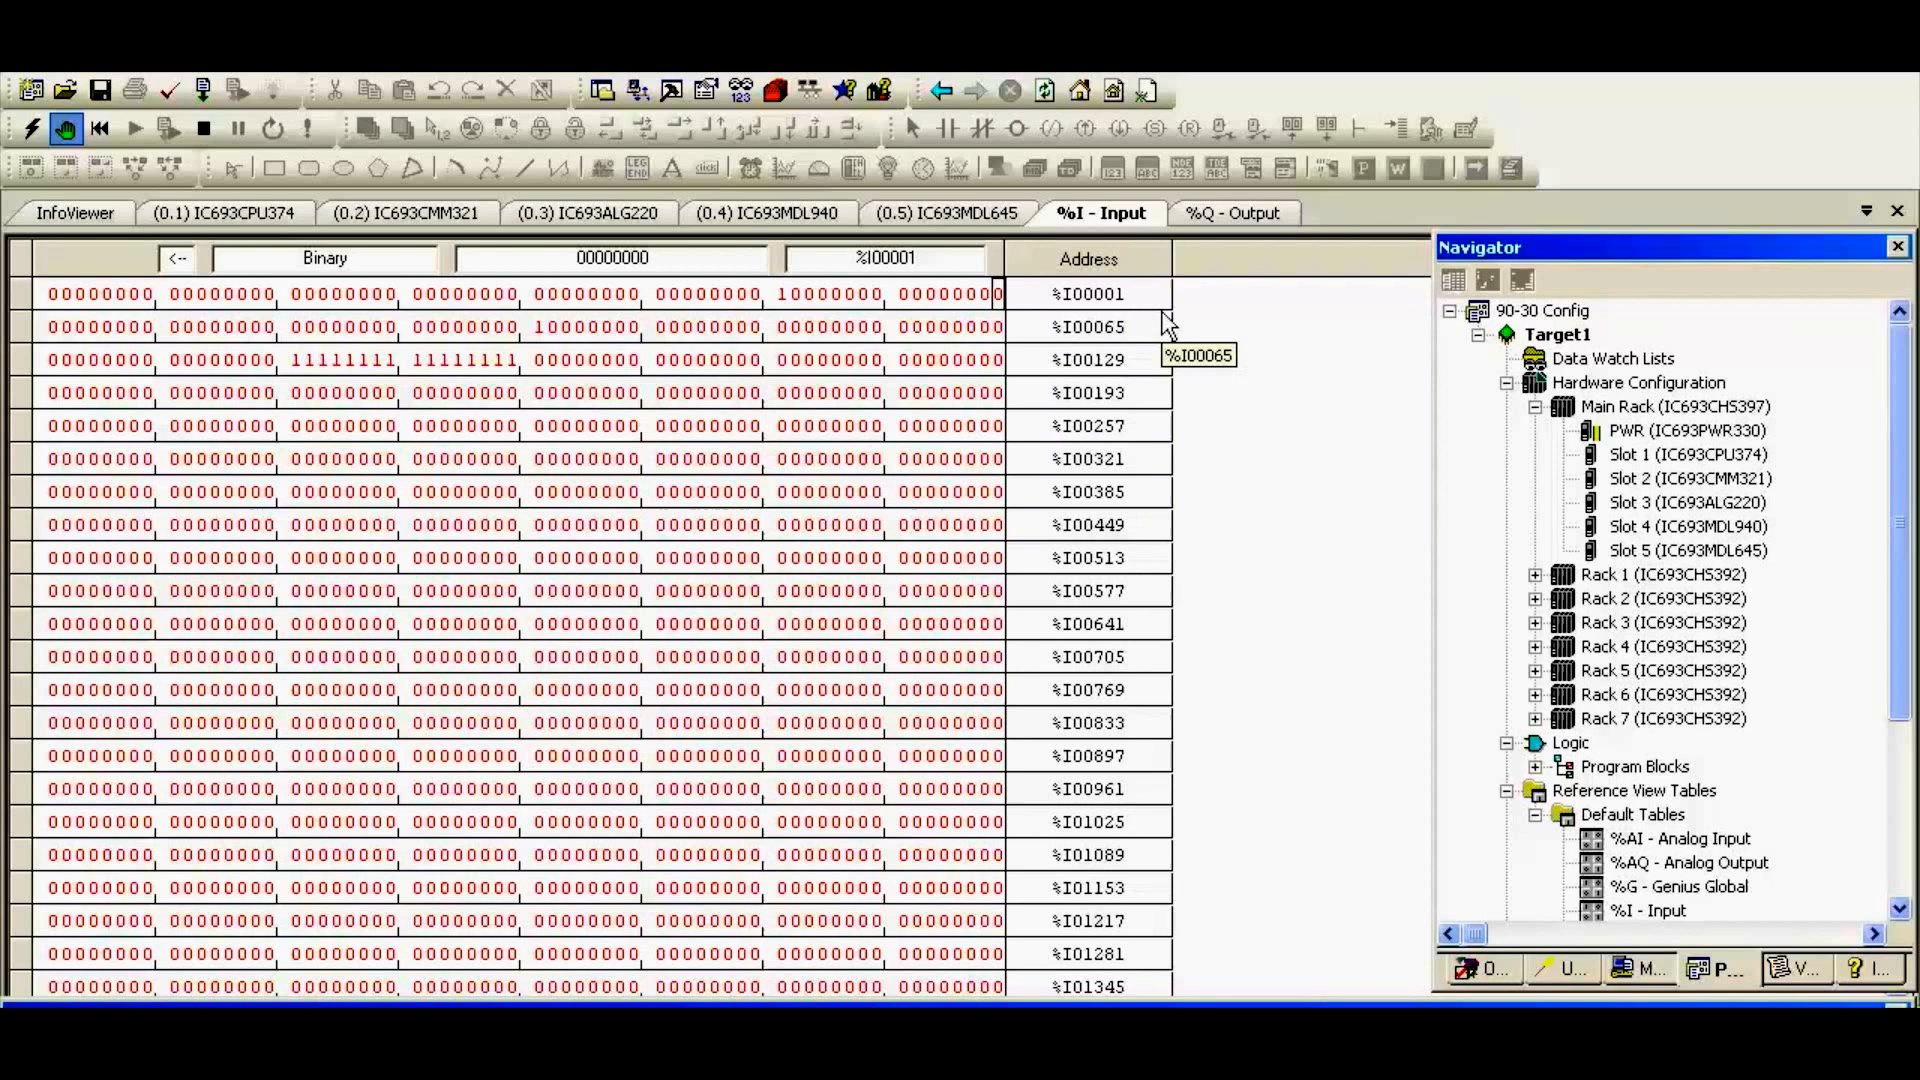 InfoViewer (0.1) IC693CPU374 (0.2) IC693CMM321 (0.3) IC693ALG220 (0.4) IC693MDL940 (0.5) IC693MDL645 %I - Input %Q - Output
<-- Binary 00000000 %I00001 Address
00000000 00000000 00000000 00000000 00000000 00000000 10000000 00000000 %I00001
00000000 00000000 00000000 00000000 10000000 00000000 00000000 00000000 %I00065
%I00065
00000000 00000000 11111111 11111111 00000000 00000000 00000000 00000000 %I00129
00000000 00000000 00000000 00000000 00000000 00000000 00000000 00000000 %I00193
00000000 00000000 00000000 00000000 00000000 00000000 00000000 00000000 %I00257
00000000 00000000 00000000 00000000 00000000 00000000 00000000 00000000 %I00321
00000000 00000000 00000000 00000000 00000000 00000000 00000000 00000000 %I00385
00000000 00000000 00000000 00000000 00000000 00000000 00000000 00000000 %I00449
00000000 00000000 00000000 00000000 00000000 00000000 00000000 00000000 %I00513
00000000 00000000 00000000 00000000 00000000 00000000 00000000 00000000 %I00577
00000000 00000000 00000000 00000000 00000000 00000000 00000000 00000000 %I00641
00000000 00000000 00000000 00000000 00000000 00000000 00000000 00000000 %I00705
00000000 00000000 00000000 00000000 00000000 00000000 00000000 00000000 %I00769
00000000 00000000 00000000 00000000 00000000 00000000 00000000 00000000 %I00833
00000000 00000000 00000000 00000000 00000000 00000000 00000000 00000000 %I00897
00000000 00000000 00000000 00000000 00000000 00000000 00000000 00000000 %I00961
00000000 00000000 00000000 00000000 00000000 00000000 00000000 00000000 %I01025
00000000 00000000 00000000 00000000 00000000 00000000 00000000 00000000 %I01089
00000000 00000000 00000000 00000000 00000000 00000000 00000000 00000000 %I01153
00000000 00000000 00000000 00000000 00000000 00000000 00000000 00000000 %I01217
00000000 00000000 00000000 00000000 00000000 00000000 00000000 00000000 %I01281
00000000 00000000 00000000 00000000 00000000 00000000 00000000 00000000 %I01345
Navigator
90-30 Config
Target1
Data Watch Lists
Hardware Configuration
Main Rack (IC693CHS397)
PWR (IC693PWR330)
Slot 1 (IC693CPU374)
Slot 2 (IC693CMM321)
Slot 3 (IC693ALG220)
Slot 4 (IC693MDL940)
Slot 5 (IC693MDL645)
Rack 1 (IC693CHS392)
Rack 2 (IC693CHS392)
Rack 3 (IC693CHS392)
Rack 4 (IC693CHS392)
Rack 5 (IC693CHS392)
Rack 6 (IC693CHS392)
Rack 7 (IC693CHS392)
Logic
Program Blocks
Reference View Tables
Default Tables
%AI - Analog Input
%AQ - Analog Output
%G - Genius Global
%I - Input
O... U... M... P... V... I...